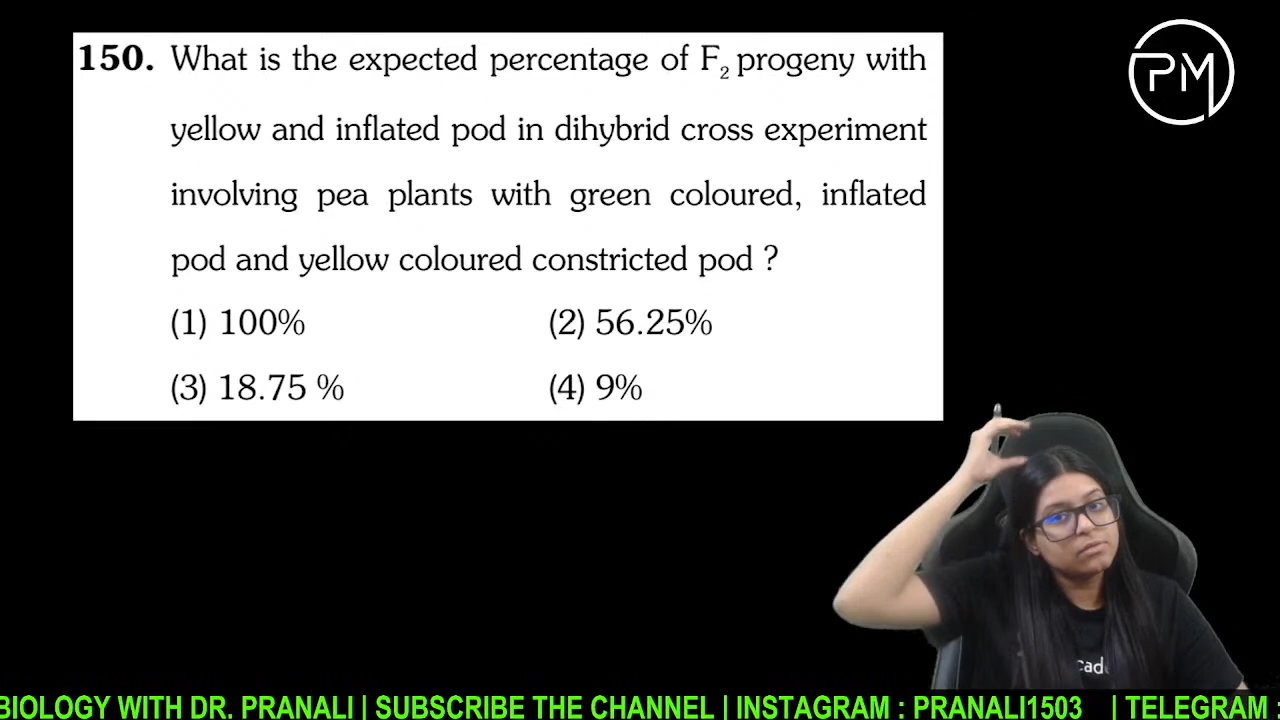 PM
150. What is the expected percentage of F₂ progeny with
yellow and inflated pod in dihybrid cross experiment
involving pea plants with green coloured, inflated
pod and yellow coloured constricted pod ?
(1) 100% (2) 56.25%
(3) 18.75 % (4) 9%
cade
BIOLOGY WITH DR. PRANALI | SUBSCRIBE THE CHANNEL | INSTAGRAM : PRANALI1503 | TELEGRAM :